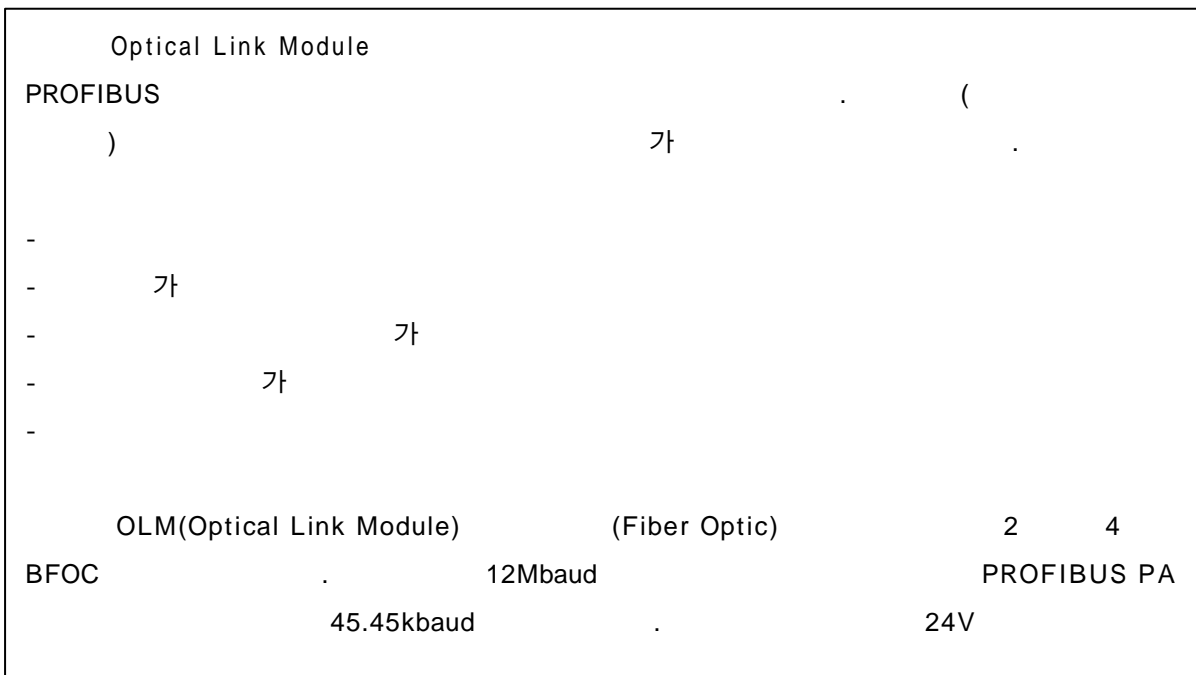 Optical Link Module
PROFIBUS . (
) 가 .
-
- 가
- 가
- 가
-
OLM(Optical Link Module) (Fiber Optic) 2 4
BFOC . 12Mbaud PROFIBUS PA
45.45kbaud . 24V